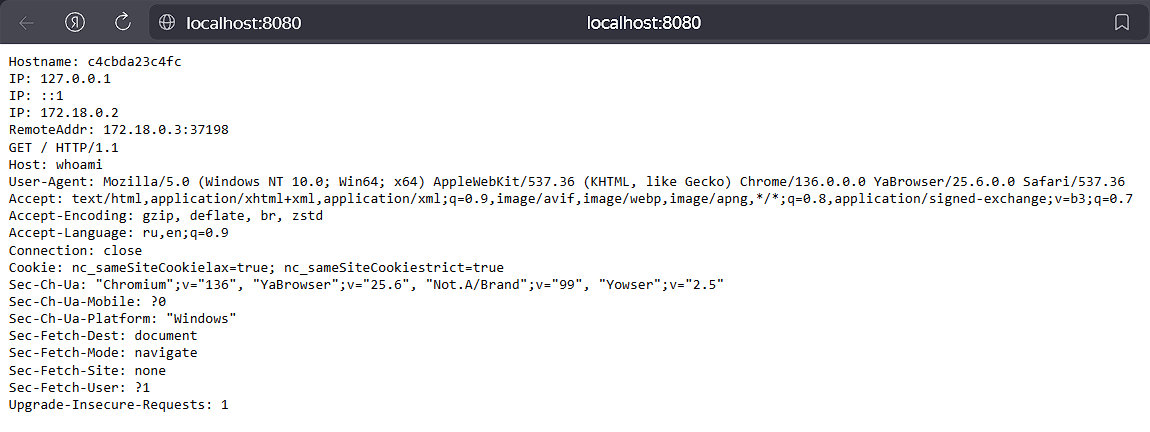 localhost:8080 localhost:8080
Hostname: c4cbda23c4fc
IP: 127.0.0.1
IP: ::1
IP: 172.18.0.2
RemoteAddr: 172.18.0.3:37198
GET / HTTP/1.1
Host: whoami
User-Agent: Mozilla/5.0 (Windows NT 10.0; Win64; x64) AppleWebKit/537.36 (KHTML, like Gecko) Chrome/136.0.0.0 YaBrowser/25.6.0.0 Safari/537.36
Accept: text/html,application/xhtml+xml,application/xml;q=0.9,image/avif,image/webp,image/apng,*/*;q=0.8,application/signed-exchange;v=b3;q=0.7
Accept-Encoding: gzip, deflate, br, zstd
Accept-Language: ru,en;q=0.9
Connection: close
Cookie: nc_sameSiteCookielax=true; nc_sameSiteCookiestrict=true
Sec-Ch-Ua: "Chromium";v="136", "YaBrowser";v="25.6", "Not.A/Brand";v="99", "Yowser";v="2.5"
Sec-Ch-Ua-Mobile: ?0
Sec-Ch-Ua-Platform: "Windows"
Sec-Fetch-Dest: document
Sec-Fetch-Mode: navigate
Sec-Fetch-Site: none
Sec-Fetch-User: ?1
Upgrade-Insecure-Requests: 1